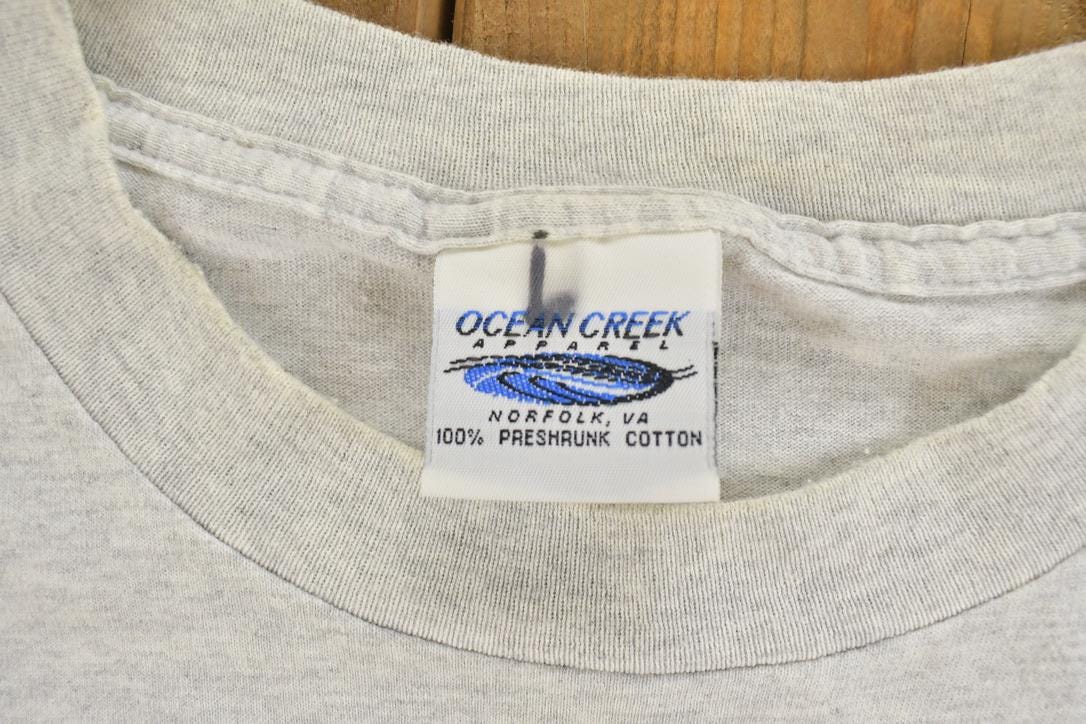 L
OCEAN CREEK
APPAREL
NORFOLK, VA
100% PRESHRUNK COTTON